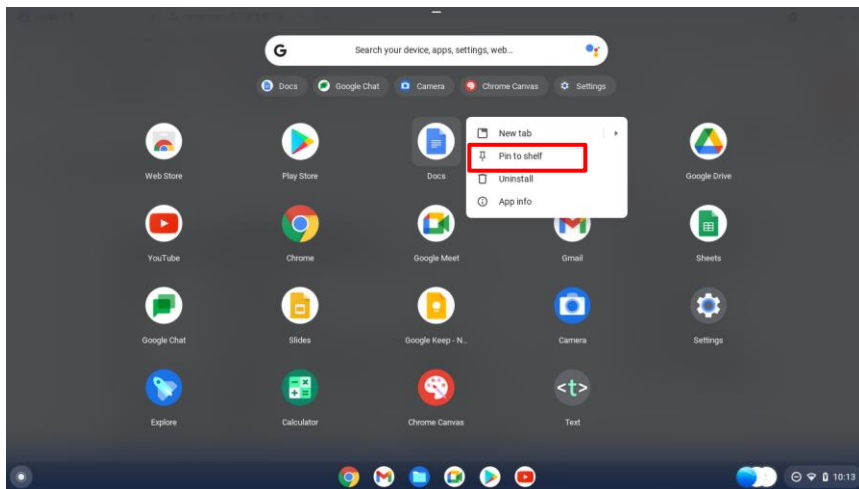 Search your device, apps, settings, web...
Docs Google Chat Camera Chrome Canvas Settings
New tab
Pin to shelf
Uninstall
App info
Web Store Play Store Docs Google Drive
YouTube Chrome Google Meet Gmail Sheets
Google Chat Slides Google Keep - N... Camera Settings
<t>
Explore Calculator Chrome Canvas Text
10:13